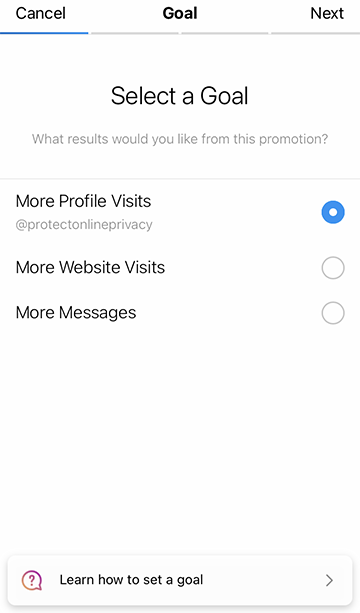 Cancel Goal Next
Select a Goal
What results would you like from this promotion?
More Profile Visits
@protectonlineprivacy
More Website Visits
More Messages
Learn how to set a goal